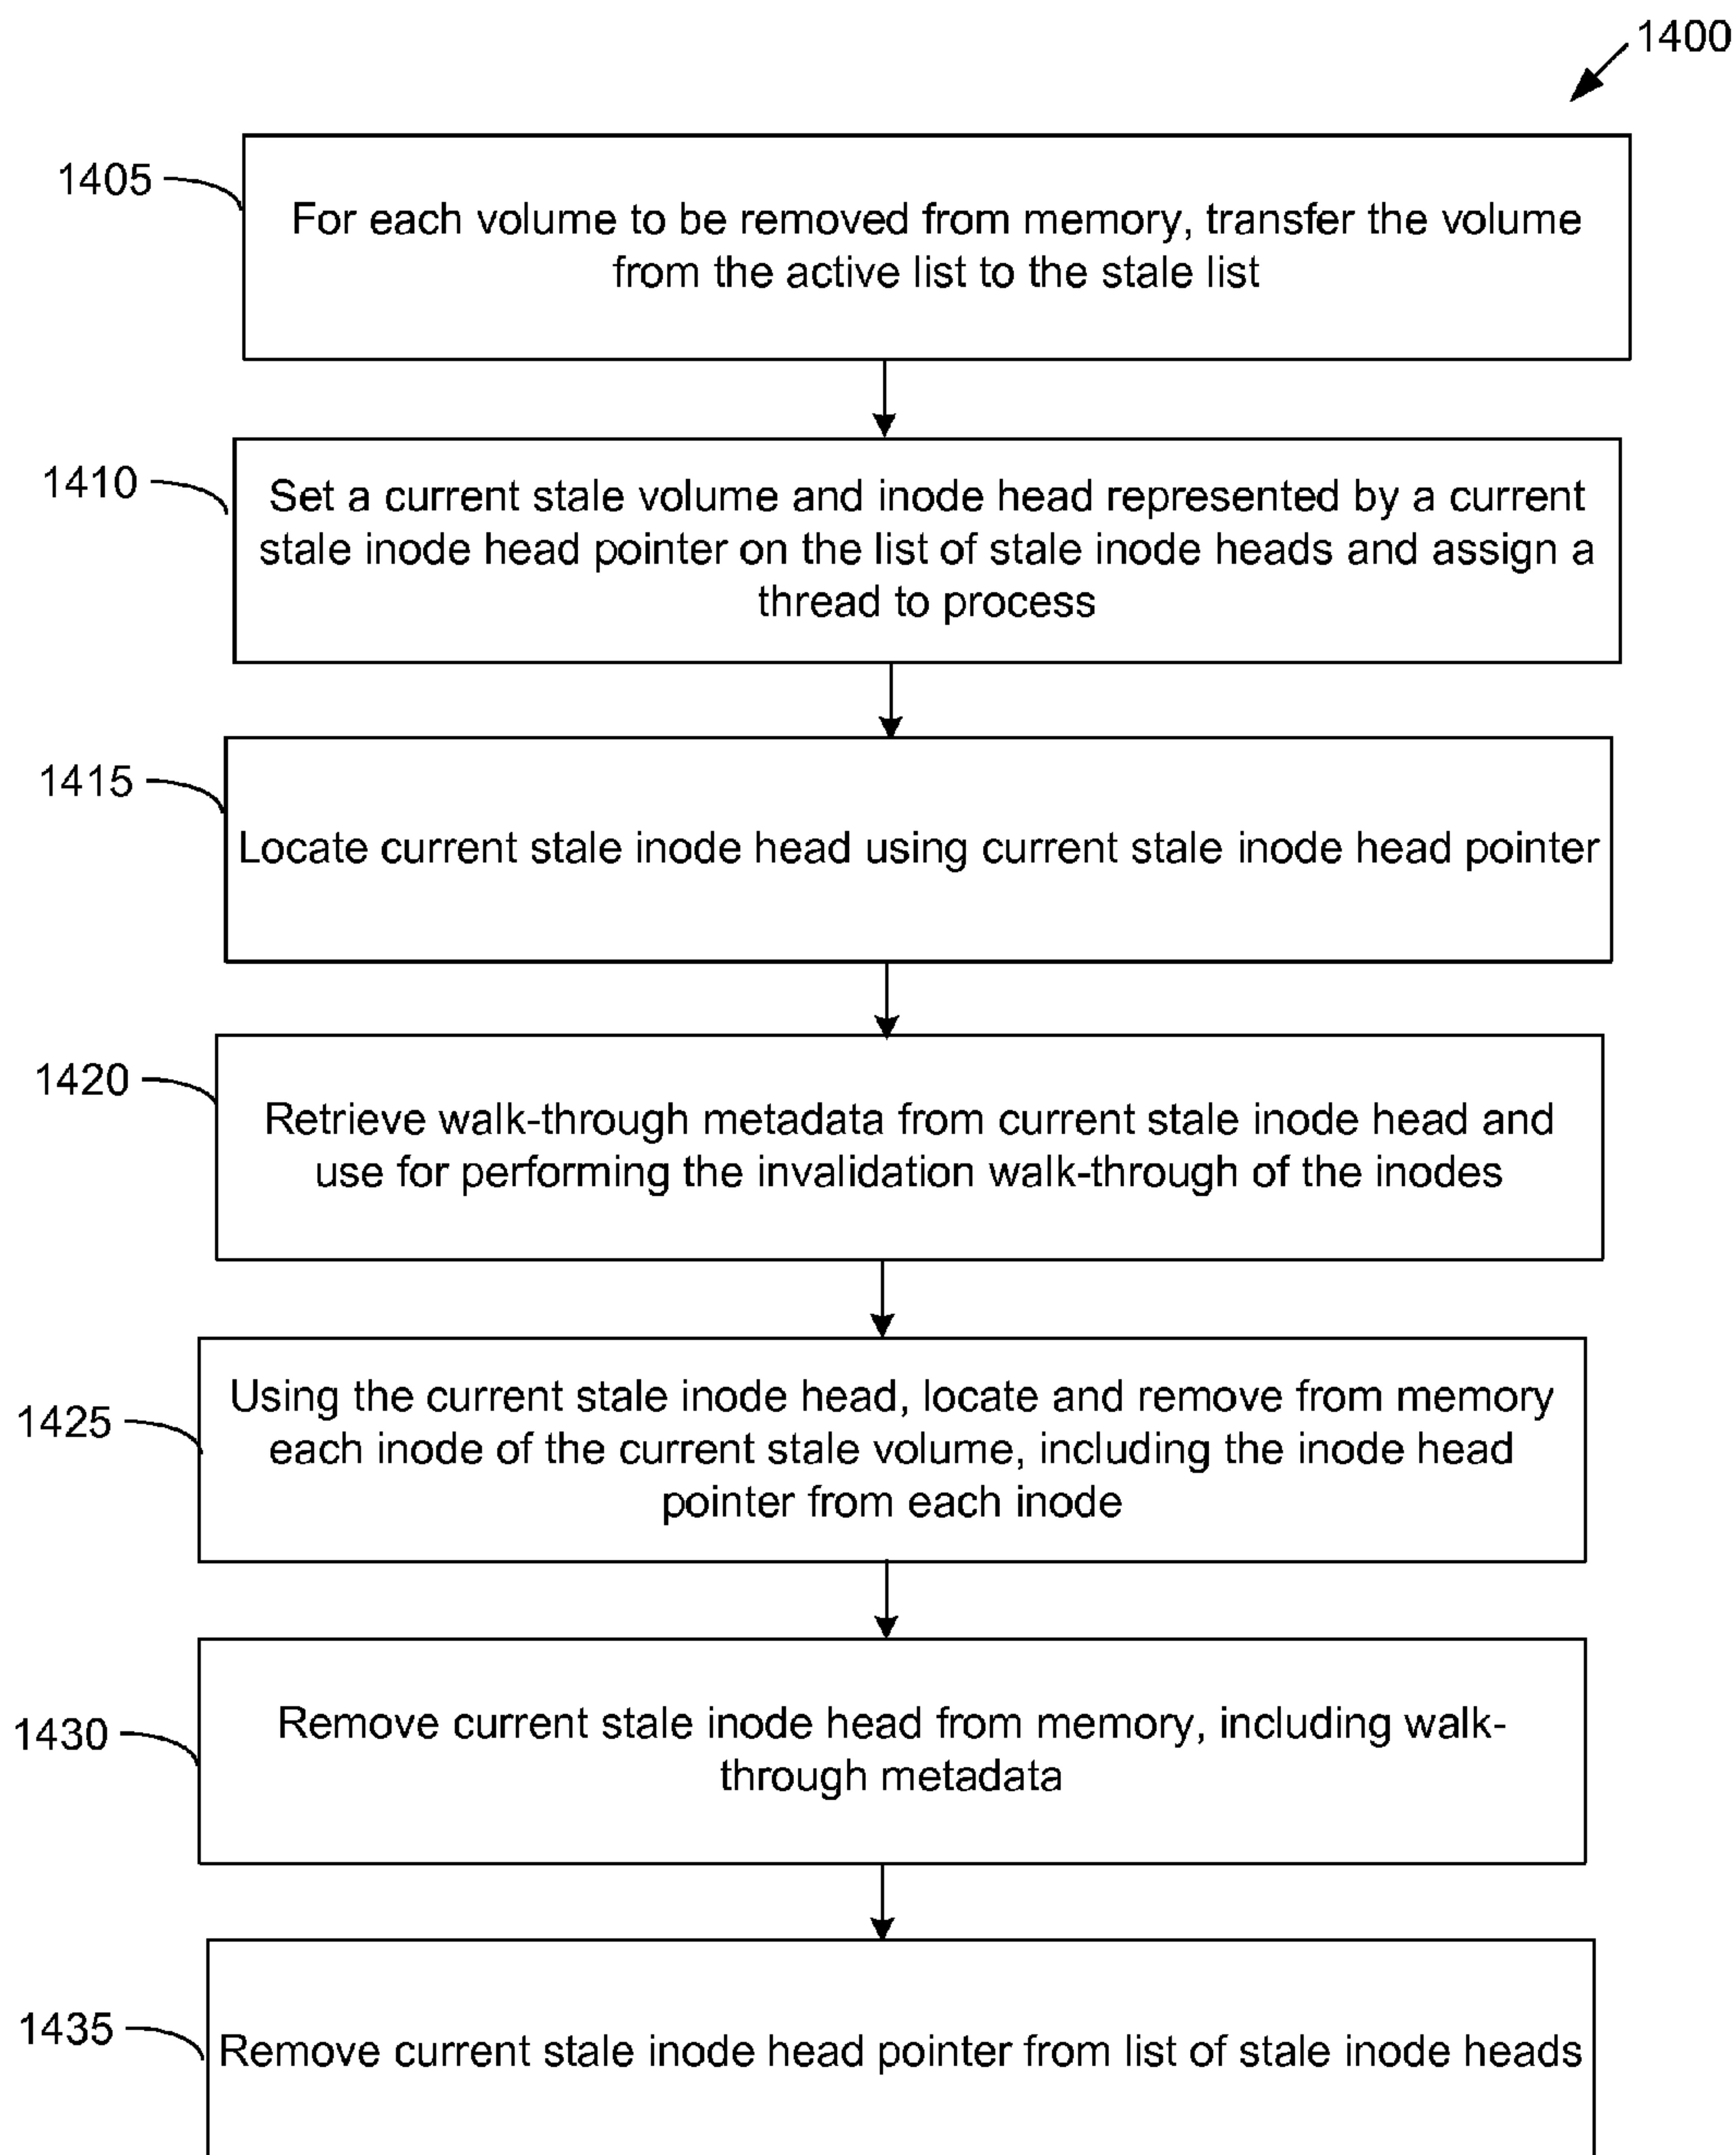 1400
1405
For each volume to be removed from memory, transfer the volume
from the active list to the stale list
1410
Set a current stale volume and inode head represented by a current
stale inode head pointer on the list of stale inode heads and assign a
thread to process
1415
Locate current stale inode head using current stale inode head pointer
1420
Retrieve walk-through metadata from current stale inode head and
use for performing the invalidation walk-through of the inodes
1425
Using the current stale inode head, locate and remove from memory
each inode of the current stale volume, including the inode head
pointer from each inode
1430
Remove current stale inode head from memory, including walk-
through metadata
1435
Remove current stale inode head pointer from list of stale inode heads